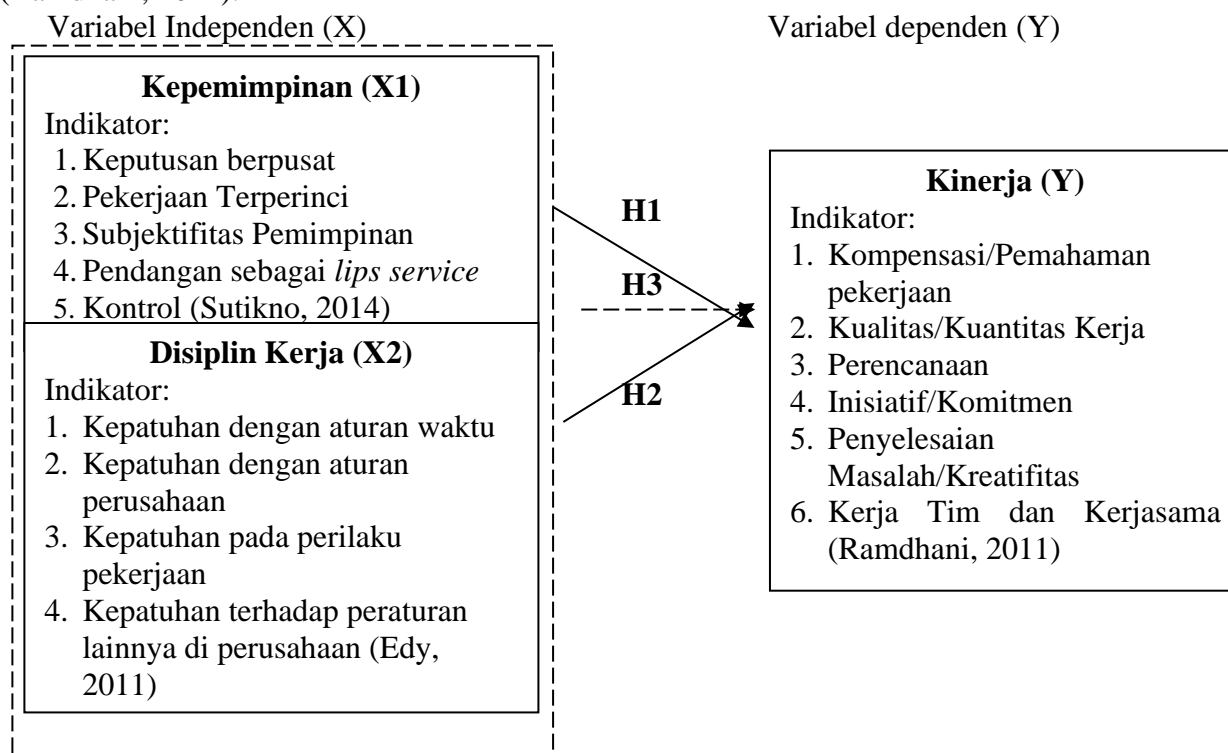 Variabel Independen (X)
Variabel dependen (Y)
Kepemimpinan (X1)
Indikator:
1. Keputusan berpusat
2. Pekerjaan Terperinci
3. Subjektifitas Pemimpinan
4. Pendangan sebagai lips service
5. Kontrol (Sutikno, 2014)
Disiplin Kerja (X2)
Indikator:
1. Kepatuhan dengan aturan waktu
2. Kepatuhan dengan aturan
perusahaan
3. Kepatuhan pada perilaku
pekerjaan
4. Kepatuhan terhadap peraturan
lainnya di perusahaan (Edy,
2011)
H1
H3
H2
Kinerja (Y)
Indikator:
1. Kompensasi/Pemahaman
pekerjaan
2. Kualitas/Kuantitas Kerja
3. Perencanaan
4. Inisiatif/Komitmen
5. Penyelesaian
Masalah/Kreatifitas
6. Kerja Tim dan Kerjasama
(Ramdhani, 2011)